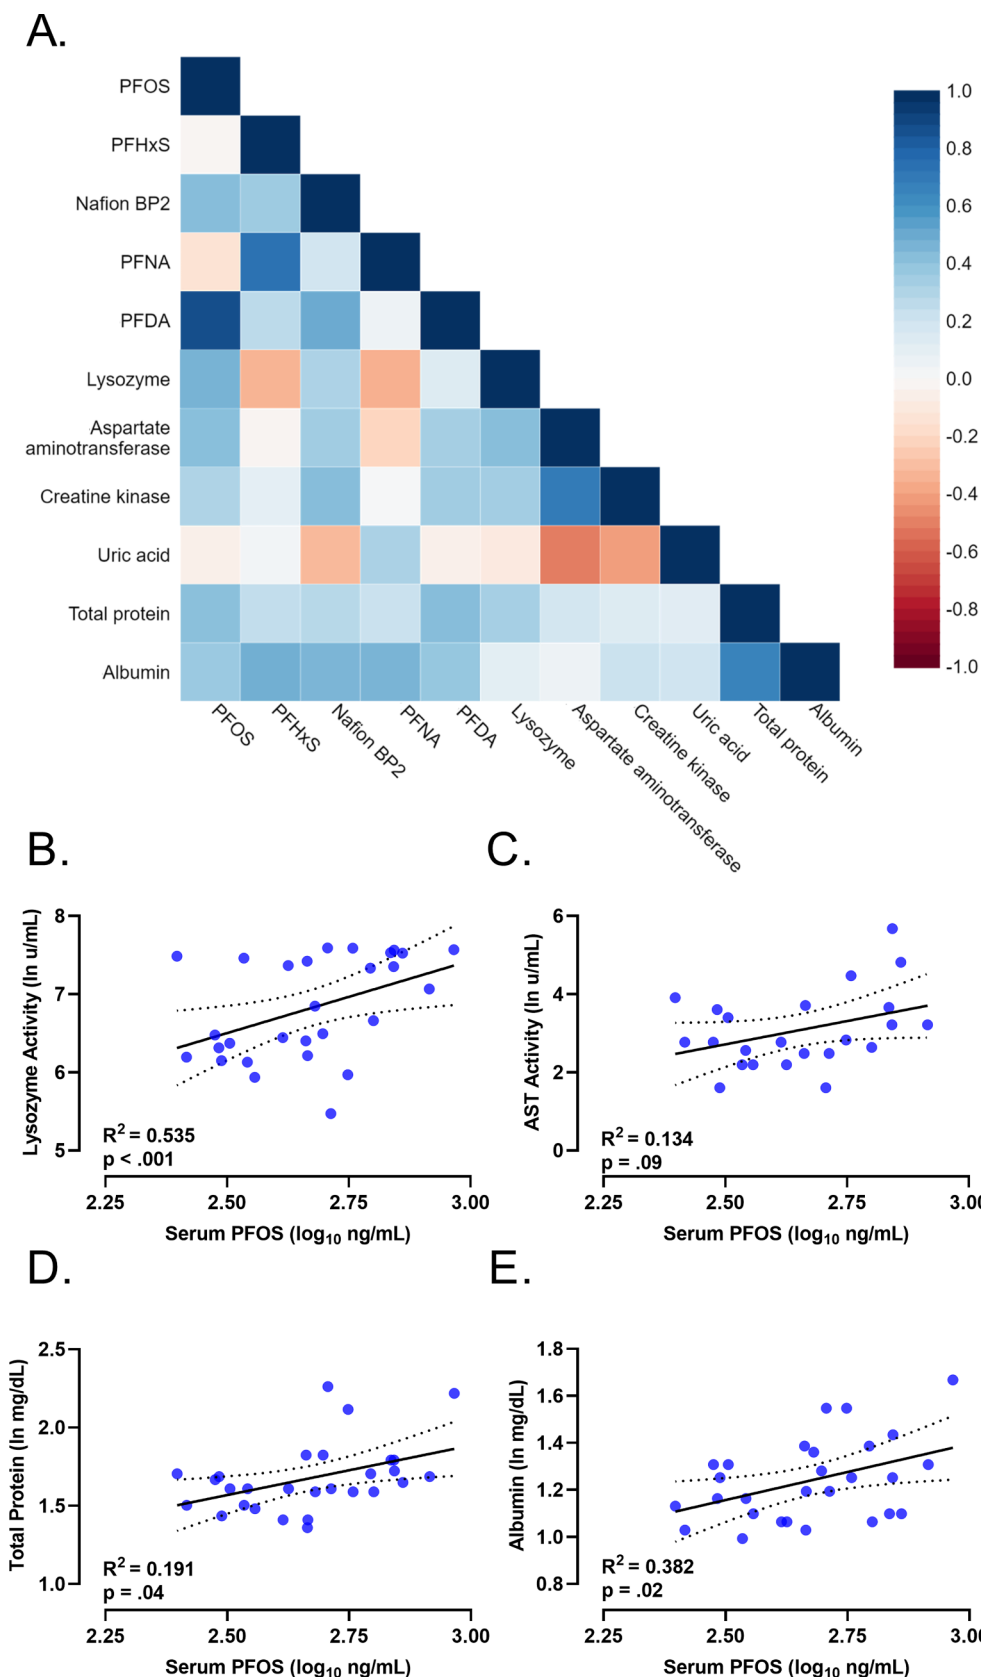 A.
PFOS
PFHxS
Nafion BP2
PFNA
PFDA
Lysozyme
Aspartate
aminotransferase
Creatine kinase
Uric acid
Total protein
Albumin
1.0
0.8
0.6
0.4
0.2
0.0
-0.2
-0.4
-0.6
-0.8
-1.0
PFOS
PFHxS
Nafion BP2
PFNA
PFDA
Lysozyme
Aspartate aminotransferase
Creatine kinase
Uric acid
Total protein
Albumin
B.
Lysozyme Activity (ln u/mL)
8
7
6
5
R² = 0.535
p < .001
2.25 2.50 2.75 3.00
Serum PFOS (log₁₀ ng/mL)
C.
AST Activity (ln u/mL)
6
4
2
0
R² = 0.134
p = .09
2.25 2.50 2.75 3.00
Serum PFOS (log₁₀ ng/mL)
D.
Total Protein (ln mg/dL)
2.5
2.0
1.5
1.0
R² = 0.191
p = .04
2.25 2.50 2.75 3.00
Serum PFOS (log₁₀ ng/mL)
E.
Albumin (ln mg/dL)
1.8
1.6
1.4
1.2
1.0
0.8
R² = 0.382
p = .02
2.25 2.50 2.75 3.00
Serum PFOS (log₁₀ ng/mL)